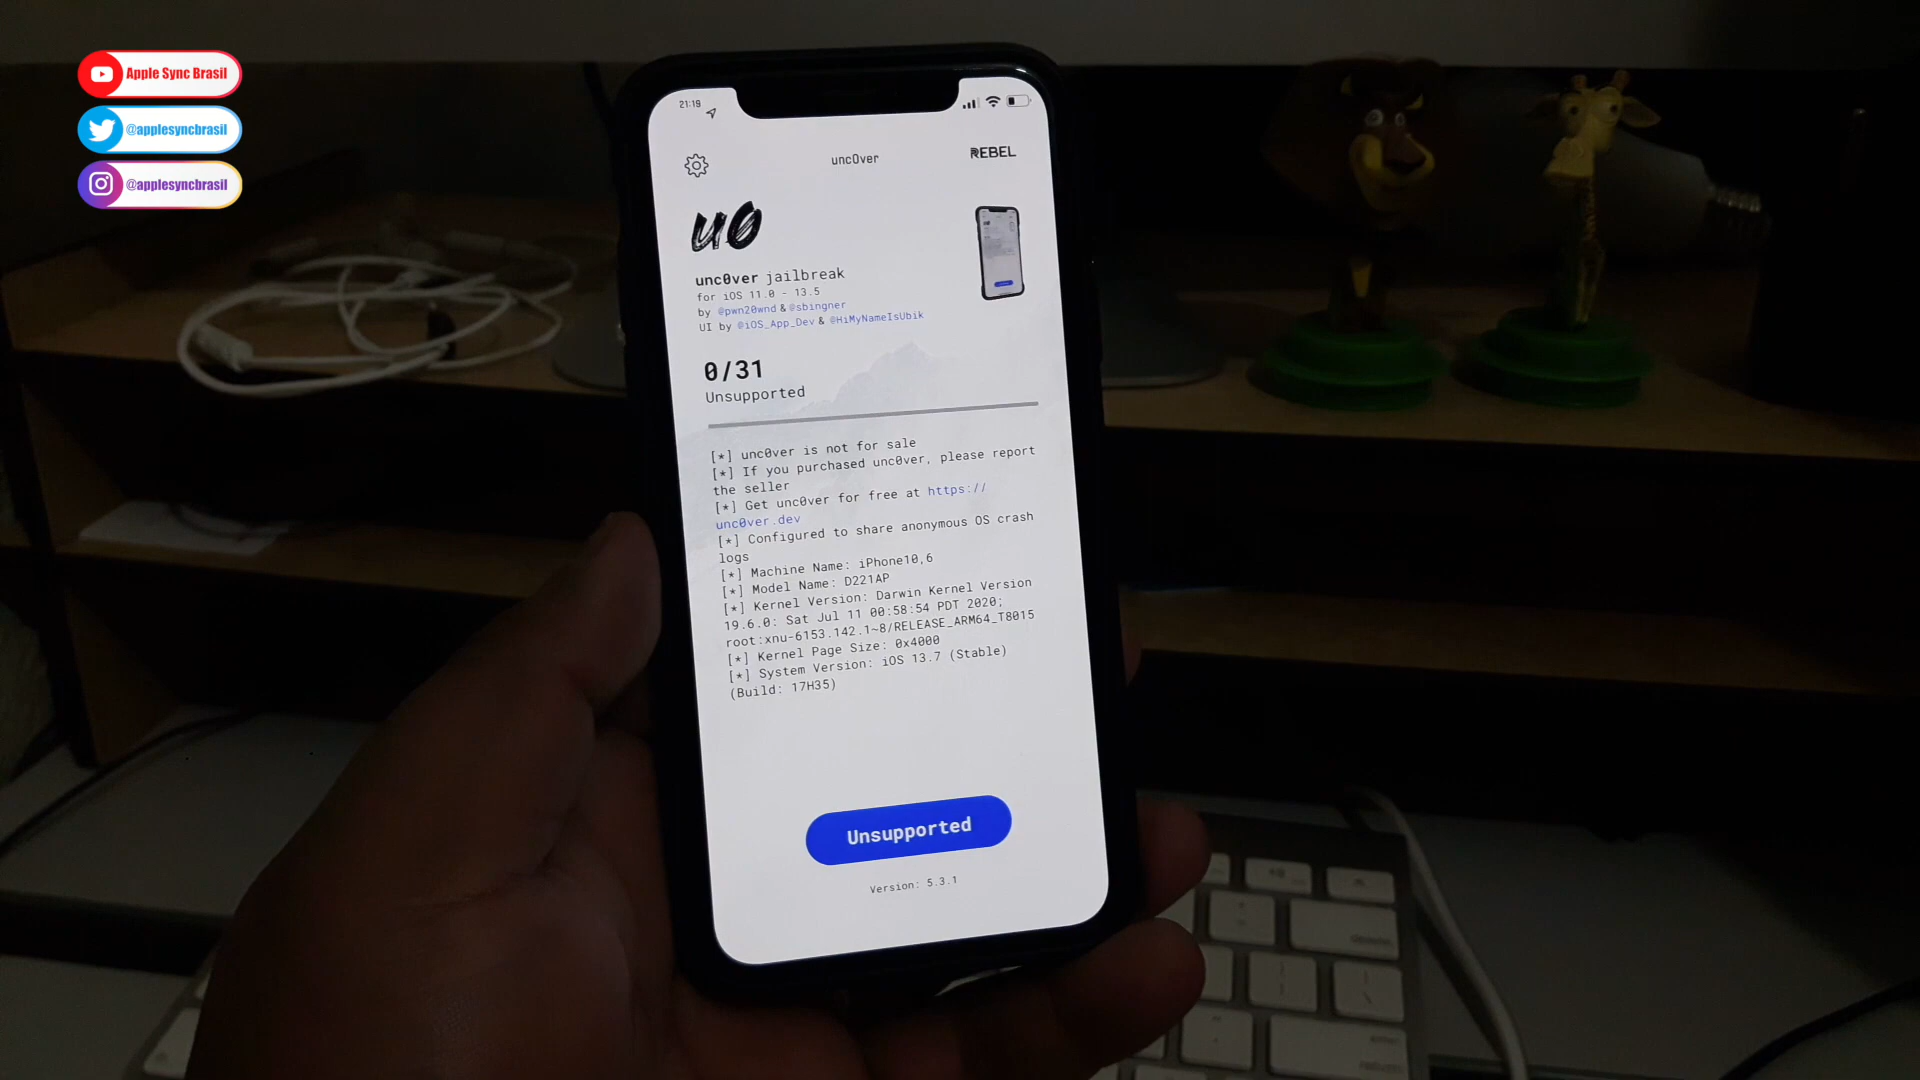 Apple Sync Brasil
@applesyncbrasil
@applesyncbrasil
21:19
unc0ver
REBEL
u0
unc0ver jailbreak
for iOS 11.0 - 13.5
by @pwn20wnd & @sbingner
UI by @iOS_App_Dev & @HiMyNameIsUbik
0/31
Unsupported
[*] unc0ver is not for sale
[*] If you purchased unc0ver, please report
the seller
[*] Get unc0ver for free at https://
unc0ver.dev
[*] Configured to share anonymous OS crash
logs
[*] Machine Name: iPhone10,6
[*] Model Name: D221AP
[*] Kernel Version: Darwin Kernel Version
19.6.0: Sat Jul 11 00:58:54 PDT 2020;
root:xnu-6153.142.1~8/RELEASE_ARM64_T8015
[*] Kernel Page Size: 0x4000
[*] System Version: iOS 13.7 (Stable)
(Build: 17H35)
Unsupported
Version: 5.3.1